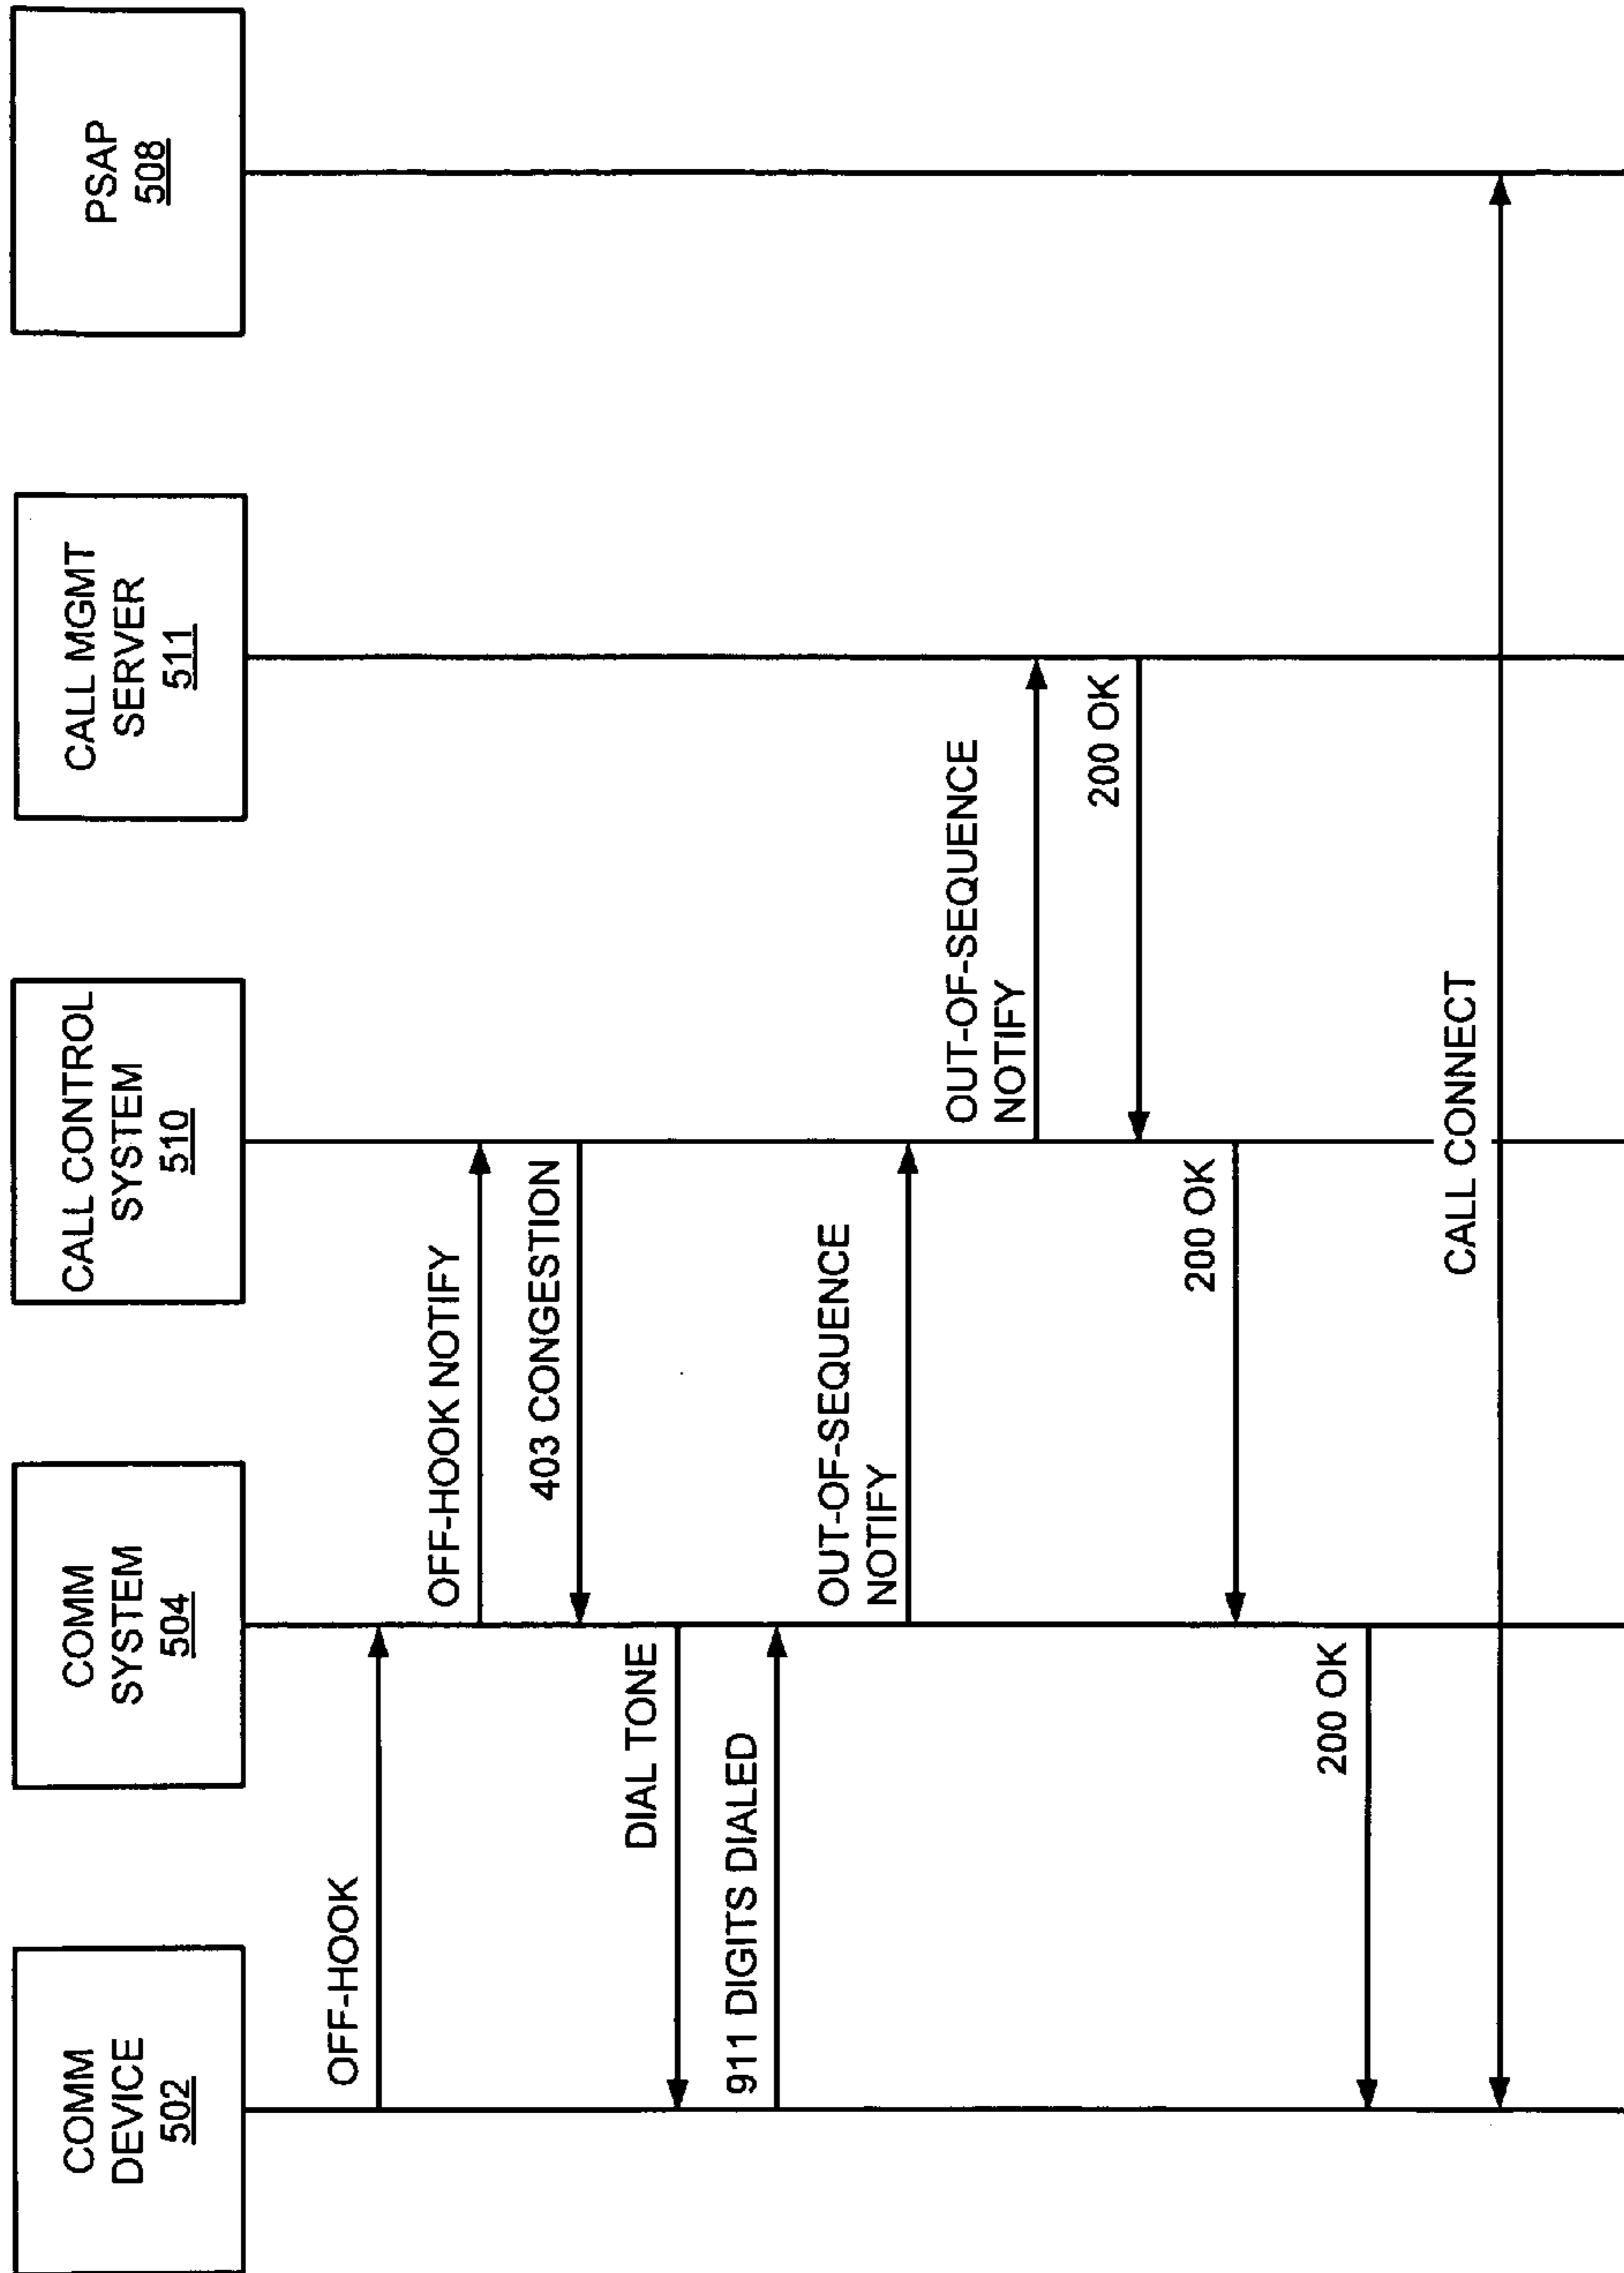 COMM
DEVICE
502
COMM
SYSTEM
504
CALL CONTROL
SYSTEM
510
CALL MGMT
SERVER
511
PSAP
508
OFF-HOOK
OFF-HOOK NOTIFY
403 CONGESTION
DIAL TONE
911 DIGITS DIALED
OUT-OF-SEQUENCE
NOTIFY
OUT-OF-SEQUENCE
NOTIFY
200 OK
200 OK
200 OK
CALL CONNECT